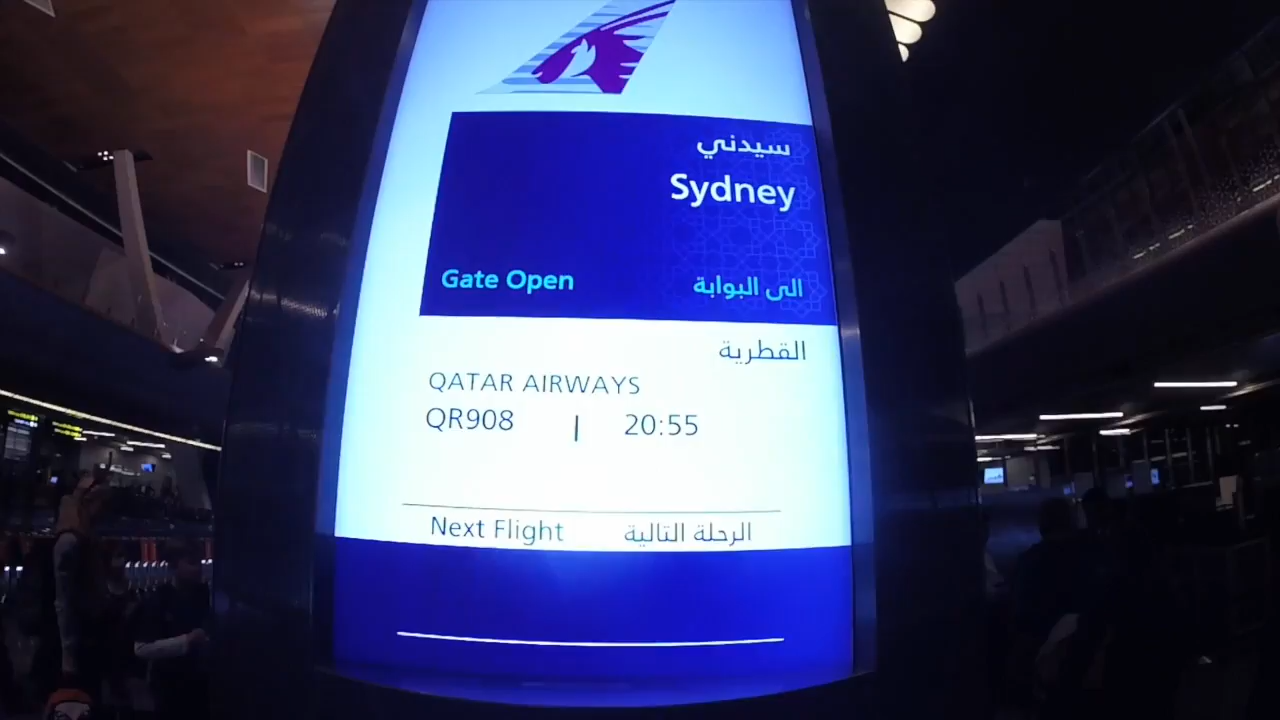 سيدني
Sydney
Gate Open الى البوابة
القطرية
QATAR AIRWAYS
QR908 | 20:55
Next Flight الرحلة التالية